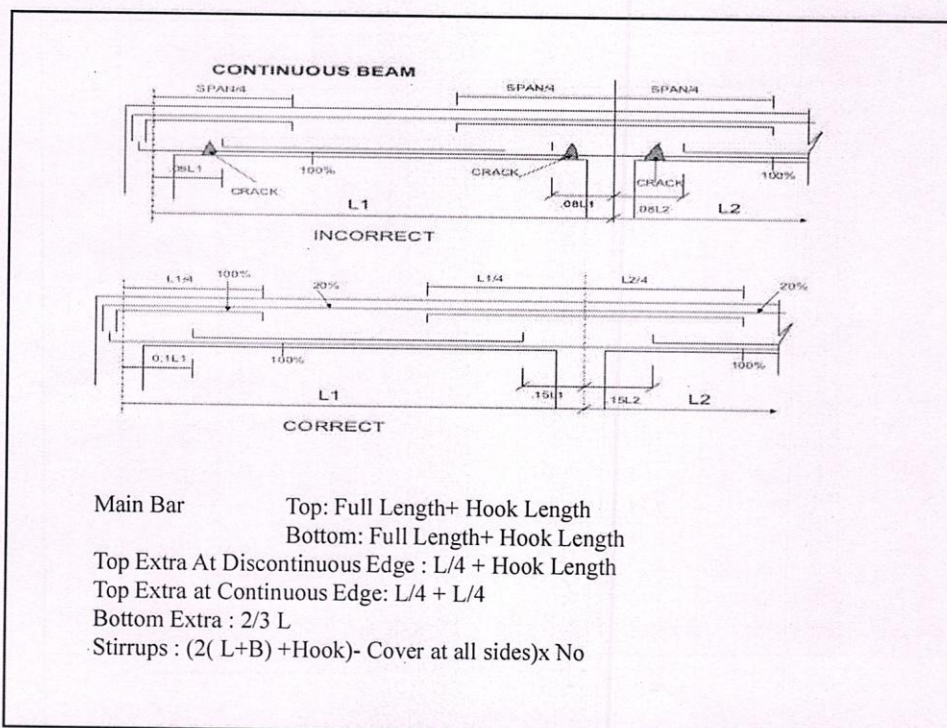 CONTINUOUS BEAM
SPAN/4 SPAN/4 SPAN/4
.08L1 CRACK 100% CRACK .08L1 CRACK .08L2 100%
L1 L2
INCORRECT
L1/4 100% 20% L1/4 L2/4 20%
0.1L1 100% .15L1 .15L2 100%
L1 L2
CORRECT
Main Bar Top: Full Length+ Hook Length
Bottom: Full Length+ Hook Length
Top Extra At Discontinuous Edge : L/4 + Hook Length
Top Extra at Continuous Edge: L/4 + L/4
Bottom Extra : 2/3 L
Stirrups : (2( L+B) +Hook)- Cover at all sides)x No